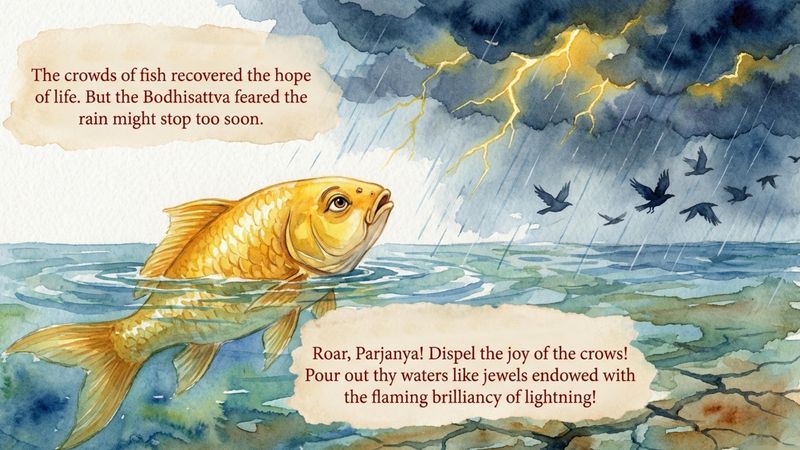 The crowds of fish recovered the hope
of life. But the Bodhisattva feared the
rain might stop too soon.
Roar, Parjanya! Dispel the joy of the crows!
Pour out thy waters like jewels endowed with
the flaming brilliancy of lightning!